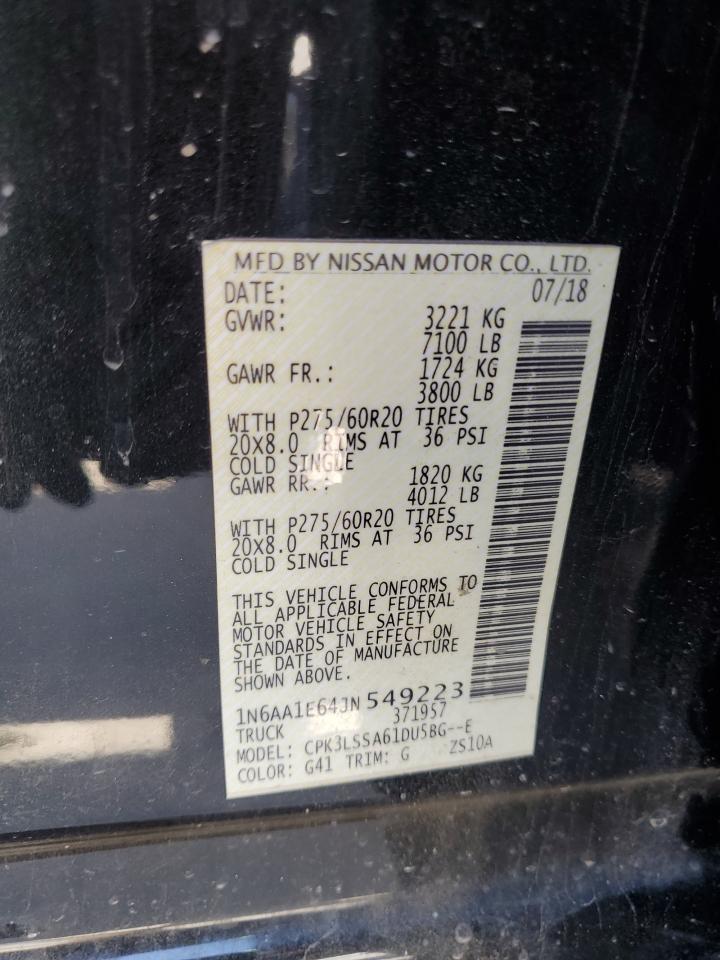 MFD BY NISSAN MOTOR CO., LTD.
DATE: 07/18
GVWR: 3221 KG
7100 LB
GAWR FR.: 1724 KG
3800 LB
WITH P275/60R20 TIRES
20X8.0 RIMS AT 36 PSI
COLD SINGLE
GAWR RR.: 1820 KG
4012 LB
WITH P275/60R20 TIRES
20X8.0 RIMS AT 36 PSI
COLD SINGLE
THIS VEHICLE CONFORMS TO
ALL APPLICABLE FEDERAL
MOTOR VEHICLE SAFETY
STANDARDS IN EFFECT ON
THE DATE OF MANUFACTURE
SHOWN ABOVE.
1N6AA1E64JN549223
TRUCK 371957
MODEL: CPK3LSSA61DU5BG--E
COLOR: G41 TRIM: G ZS10A